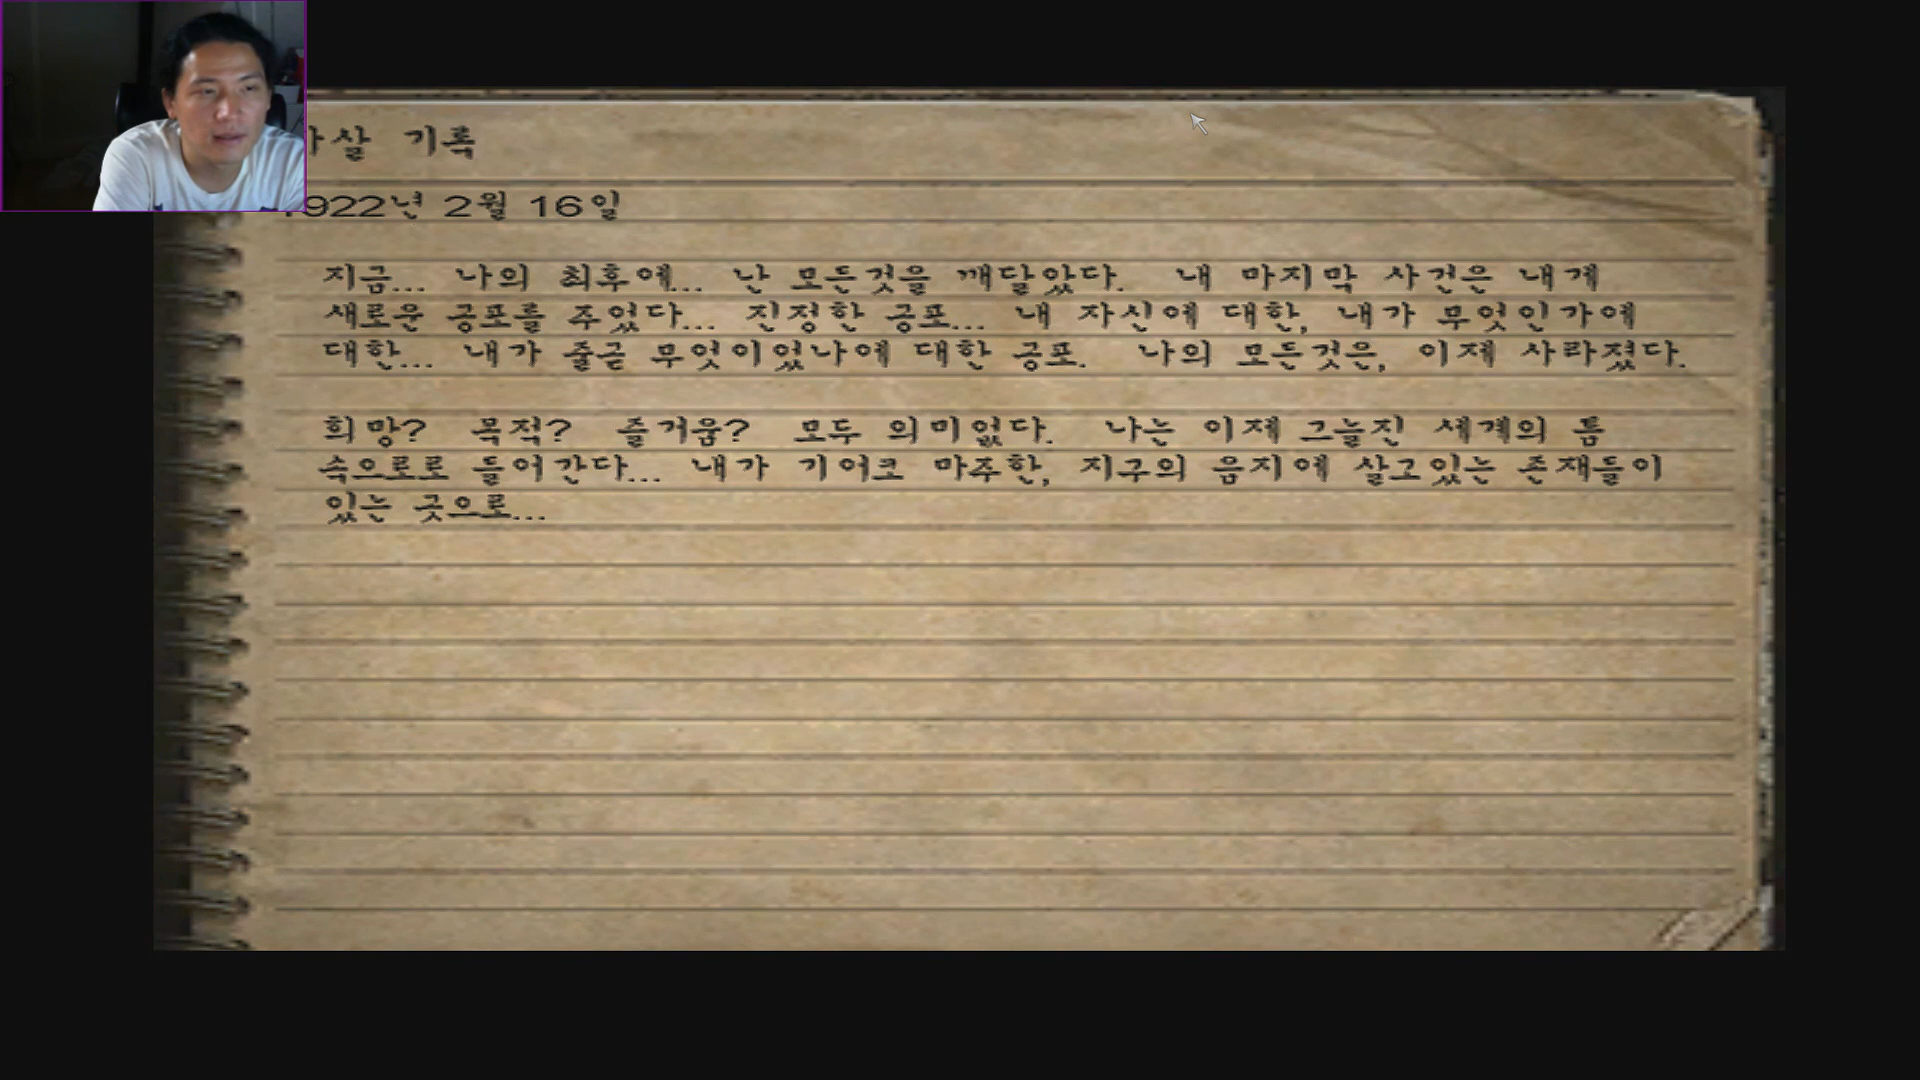 기록
1922년 2월 16일
지금... 나의 최후에... 난 모든것을 깨달았다. 내 마지막 사건은 내게
새로운 공포를 주었다... 진정한 공포... 내 자신에 대한, 내가 무엇인가에
대한... 내가 줄곧 무엇이었나에 대한 공포. 나의 모든것은, 이제 사라졌다.
희망? 목적? 즐거움? 모두 의미없다. 나는 이제 그늘진 세계의 틈
속으로로 들어간다... 내가 기어코 마주한, 지구의 음지에 살고있는 존재들이
있는 곳으로...